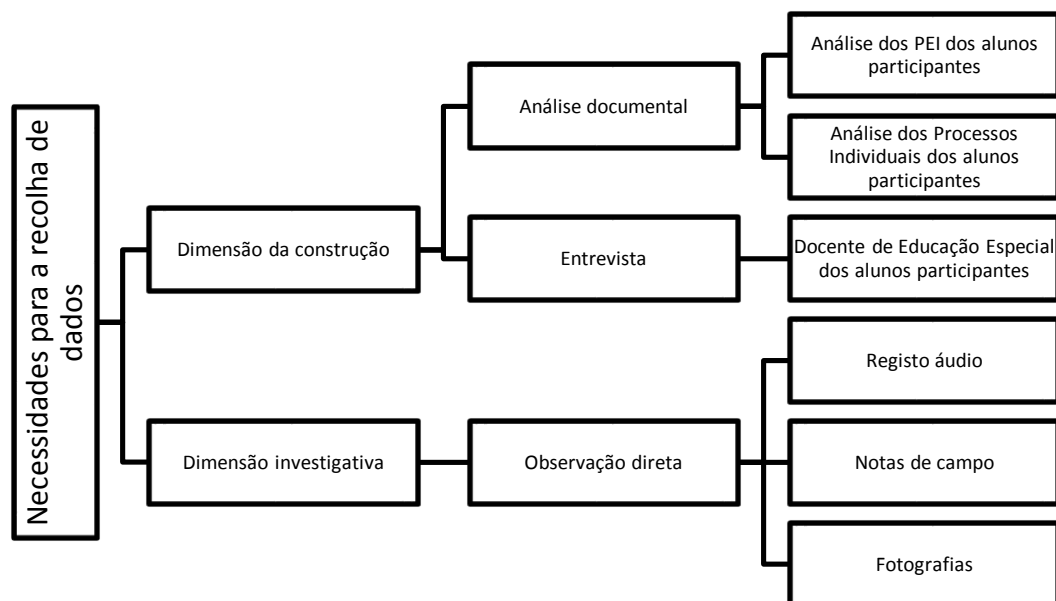 Necessidades para a recolha de
dados
Dimensão da construção
Análise documental
Análise dos PEI dos alunos
participantes
Análise dos Processos
Individuais dos alunos
participantes
Entrevista
Docente de Educação Especial
dos alunos participantes
Dimensão investigativa
Observação direta
Registo áudio
Notas de campo
Fotografias